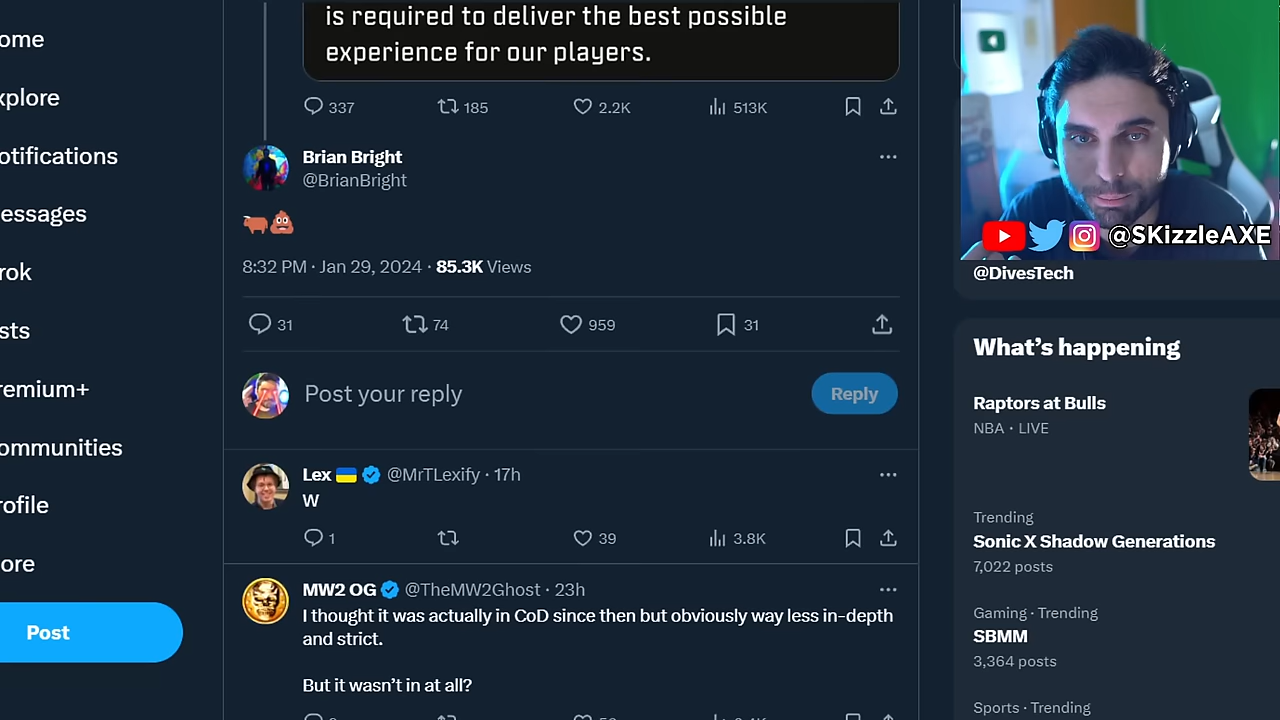 is required to deliver the best possible
experience for our players.
337 185 2.2K 513K
Brian Bright
@BrianBright
🐂💩
8:32 PM · Jan 29, 2024 · 85.3K Views
31 74 959 31
Post your reply
Reply
Lex 🇺🇦 @MrTLexify · 17h
W
1 39 3.8K
MW2 OG @TheMW2Ghost · 23h
I thought it was actually in CoD since then but obviously way less in-depth
and strict.
But it wasn't in at all?
ome
xplore
otifications
essages
rok
sts
remium+
ommunities
rofile
ore
Post
@SKizzleAXE
@DivesTech
What's happening
Raptors at Bulls
NBA · LIVE
Trending
Sonic X Shadow Generations
7,022 posts
Gaming · Trending
SBMM
3,364 posts
Sports · Trending